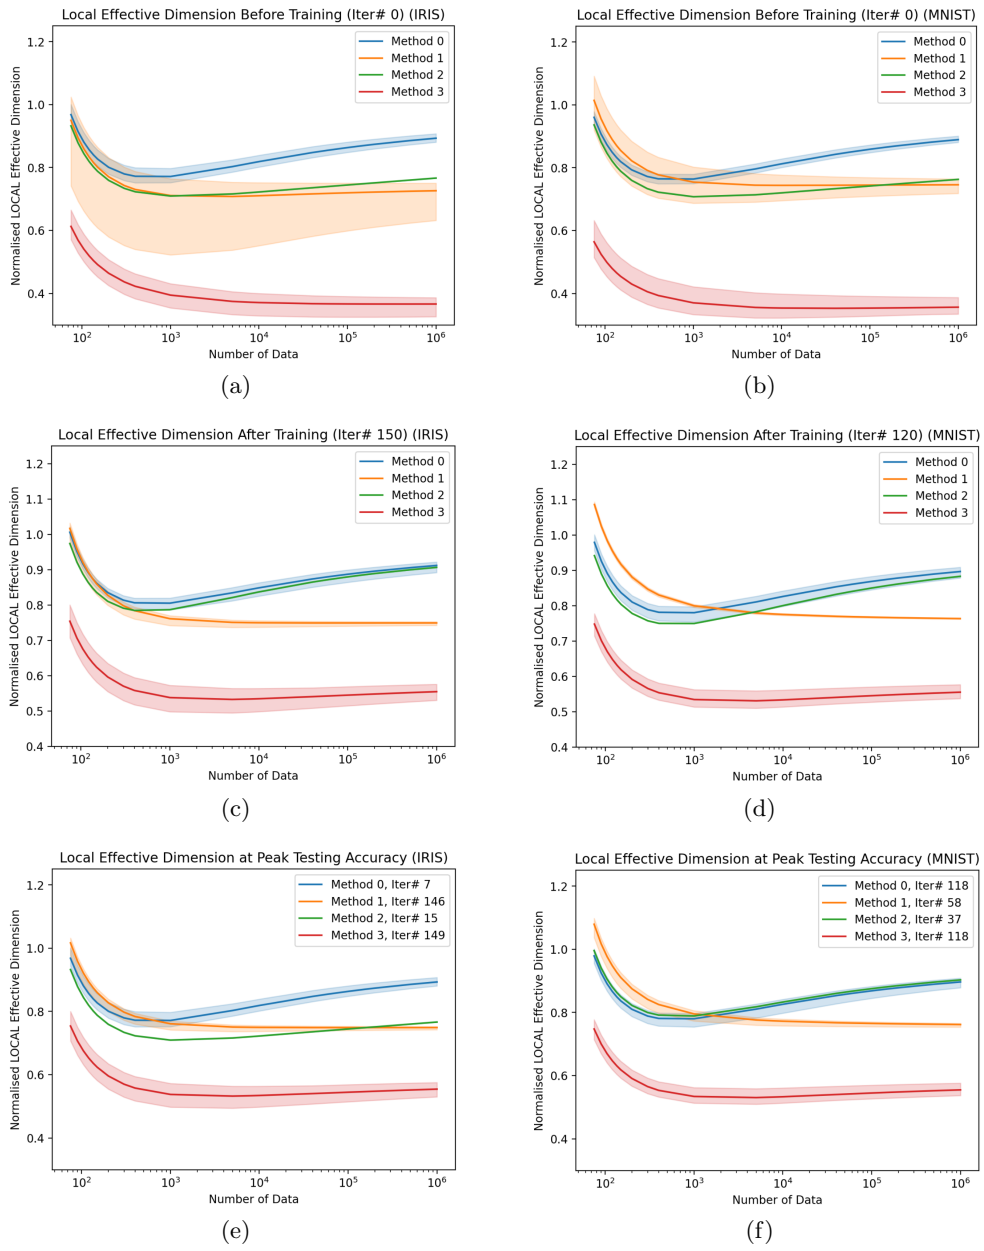 Local Effective Dimension Before Training (Iter# 0) (IRIS)
Normalised LOCAL Effective Dimension
1.2
1.0
0.8
0.6
0.4
Method 0
Method 1
Method 2
Method 3
10² 10³ 10⁴ 10⁵ 10⁶
Number of Data
(a)
Local Effective Dimension Before Training (Iter# 0) (MNIST)
Normalised LOCAL Effective Dimension
1.2
1.0
0.8
0.6
0.4
Method 0
Method 1
Method 2
Method 3
10² 10³ 10⁴ 10⁵ 10⁶
Number of Data
(b)
Local Effective Dimension After Training (Iter# 150) (IRIS)
Normalised LOCAL Effective Dimension
1.2
1.1
1.0
0.9
0.8
0.7
0.6
0.5
0.4
Method 0
Method 1
Method 2
Method 3
10² 10³ 10⁴ 10⁵ 10⁶
Number of Data
(c)
Local Effective Dimension After Training (Iter# 120) (MNIST)
Normalised LOCAL Effective Dimension
1.2
1.1
1.0
0.9
0.8
0.7
0.6
0.5
0.4
Method 0
Method 1
Method 2
Method 3
10² 10³ 10⁴ 10⁵ 10⁶
Number of Data
(d)
Local Effective Dimension at Peak Testing Accuracy (IRIS)
Normalised LOCAL Effective Dimension
1.2
1.0
0.8
0.6
0.4
Method 0, Iter# 7
Method 1, Iter# 146
Method 2, Iter# 15
Method 3, Iter# 149
10² 10³ 10⁴ 10⁵ 10⁶
Number of Data
(e)
Local Effective Dimension at Peak Testing Accuracy (MNIST)
Normalised LOCAL Effective Dimension
1.2
1.0
0.8
0.6
0.4
Method 0, Iter# 118
Method 1, Iter# 58
Method 2, Iter# 37
Method 3, Iter# 118
10² 10³ 10⁴ 10⁵ 10⁶
Number of Data
(f)